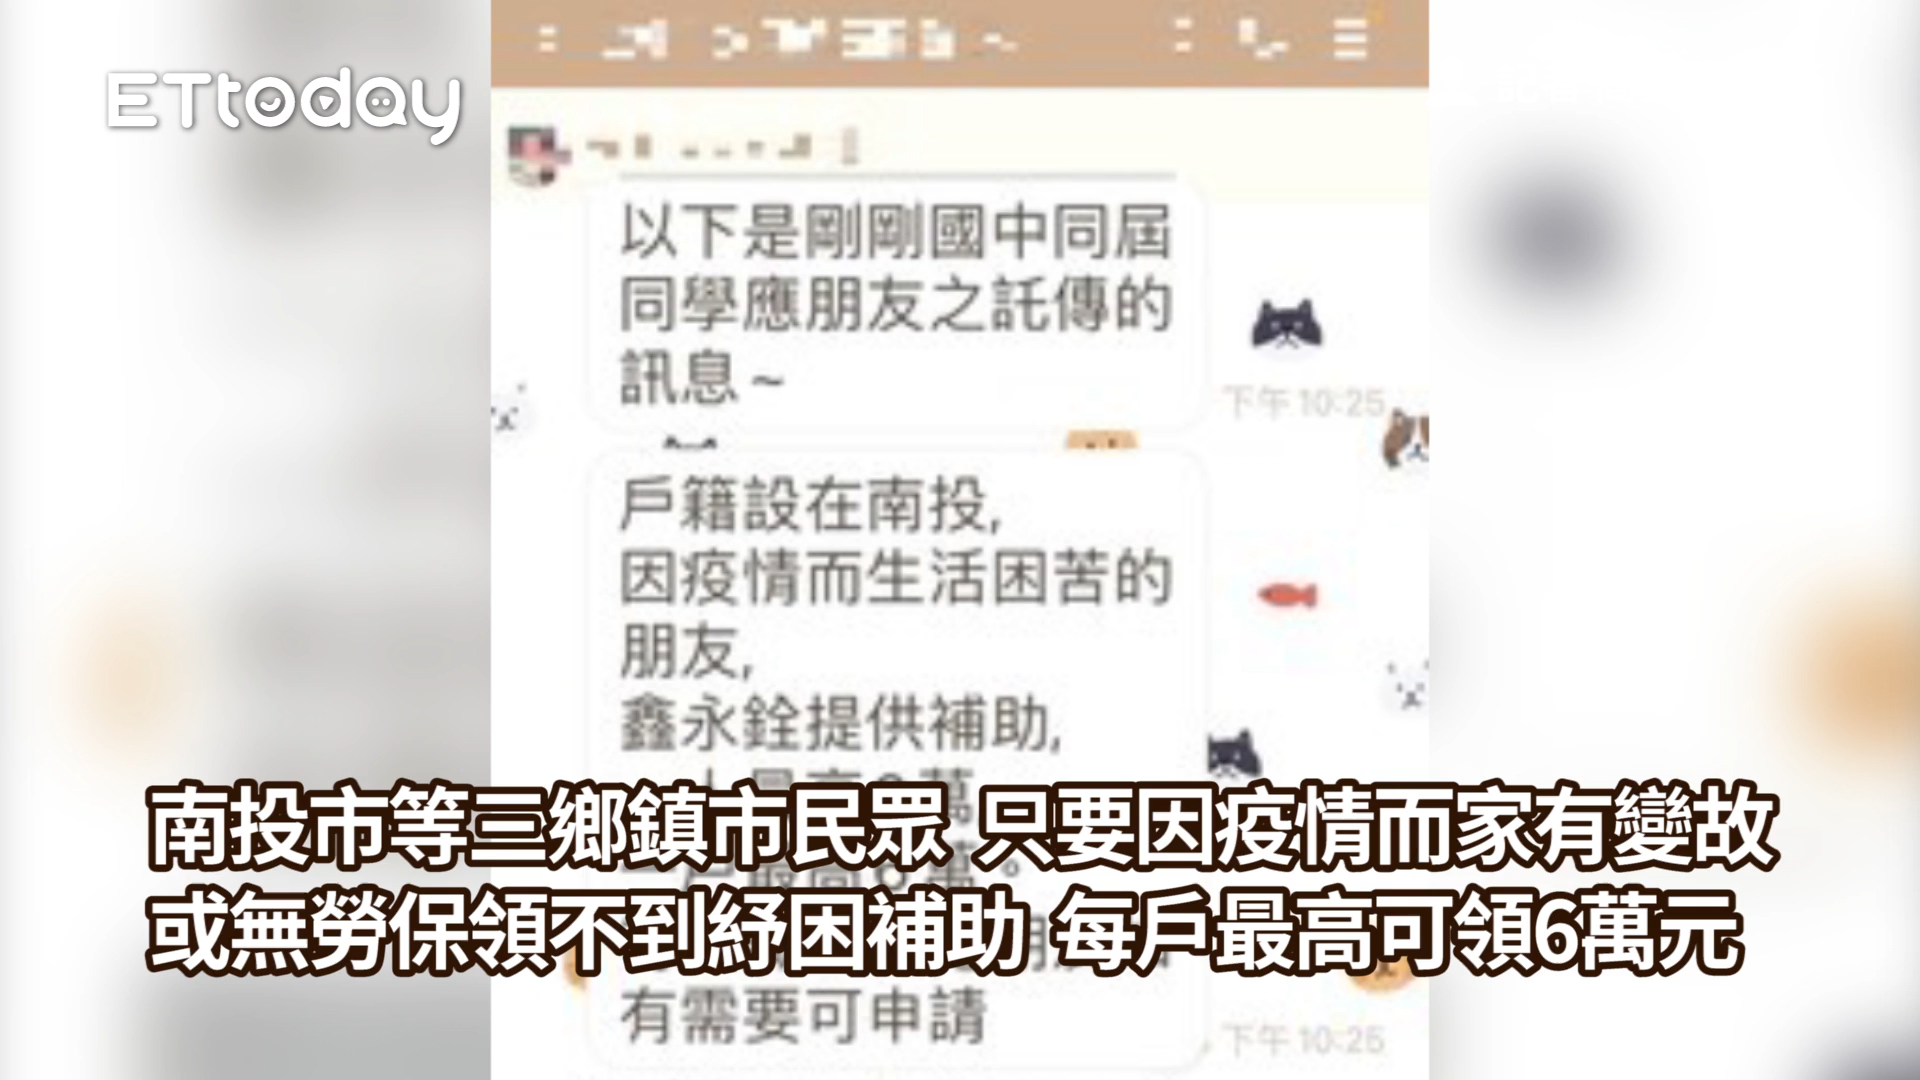 ETtoday
以下是剛剛國中同屆
同學應朋友之託傳的
訊息~
下午 10:25
戶籍設在南投,
因疫情而生活困苦的
朋友,
鑫永銓提供補助,
南投市等三鄉鎮市民眾 只要因疫情而家有變故
或無勞保領不到紓困補助 每戶最高可領6萬元
有需要可申請
下午 10:25